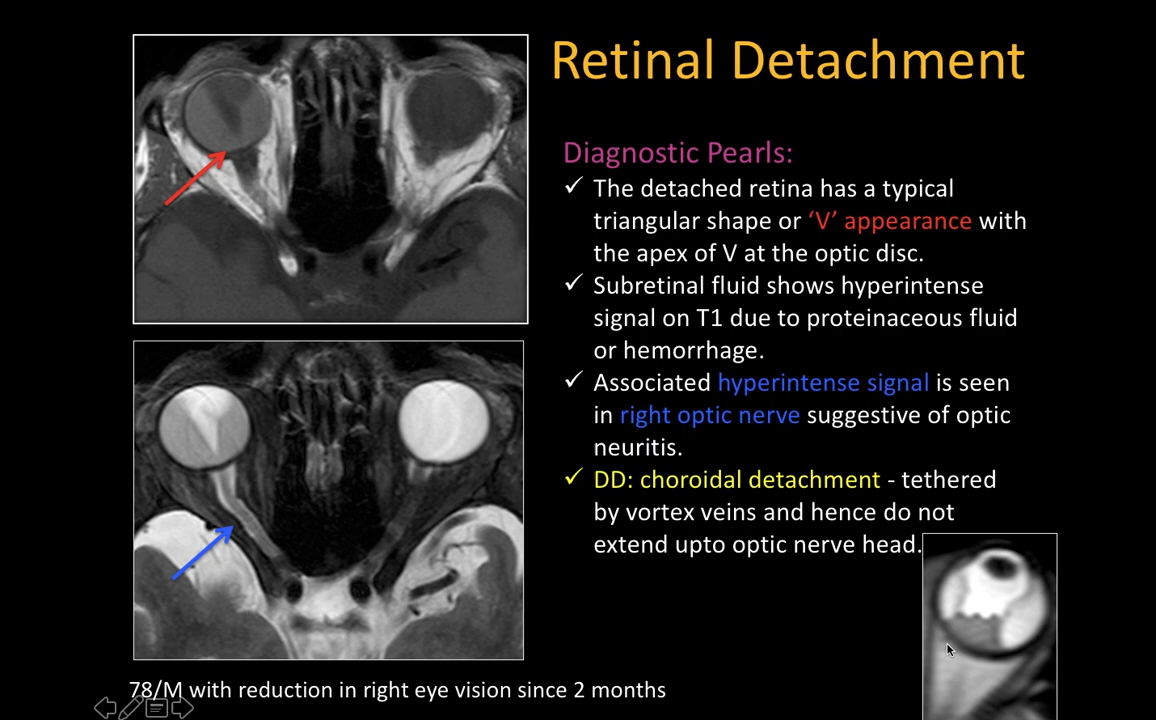 Retinal Detachment
Diagnostic Pearls:
✓ The detached retina has a typical
triangular shape or ‘V’ appearance with
the apex of V at the optic disc.
✓ Subretinal fluid shows hyperintense
signal on T1 due to proteinaceous fluid
or hemorrhage.
✓ Associated hyperintense signal is seen
in right optic nerve suggestive of optic
neuritis.
✓ DD: choroidal detachment - tethered
by vortex veins and hence do not
extend upto optic nerve head.
78/M with reduction in right eye vision since 2 months